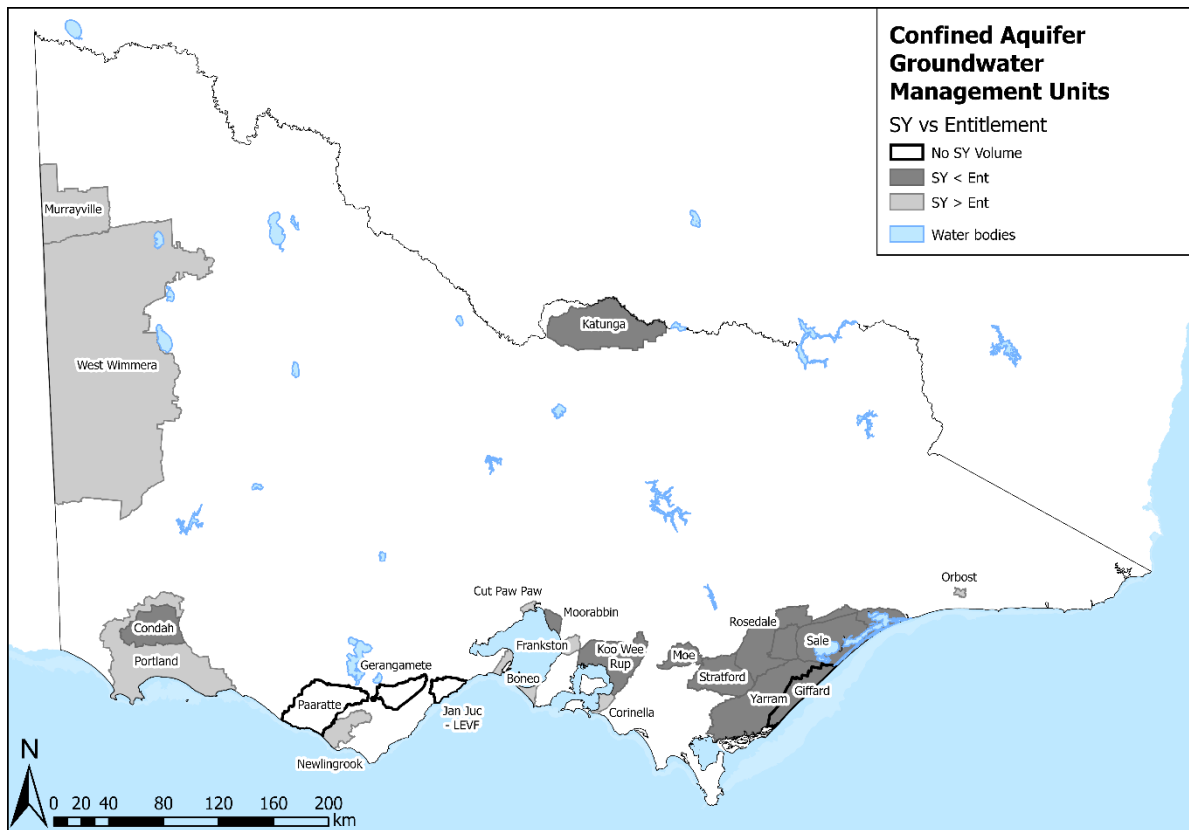 Confined Aquifer
Groundwater
Management Units
SY vs Entitlement
No SY Volume
SY < Ent
SY > Ent
Water bodies
Murrayville
West Wimmera
Katunga
Orbost
Cut Paw Paw
Moorabbin
Rosedale
Condah
Frankston
Koo Wee
Rup
Moe
Sale
Portland
Gerangamete
Boneo
Stratford
Yarram
Giffard
Paaratte
Jan Juc
- LEVF
Corinella
Newlingrook
N
0 20 40 80 120 160 200
km